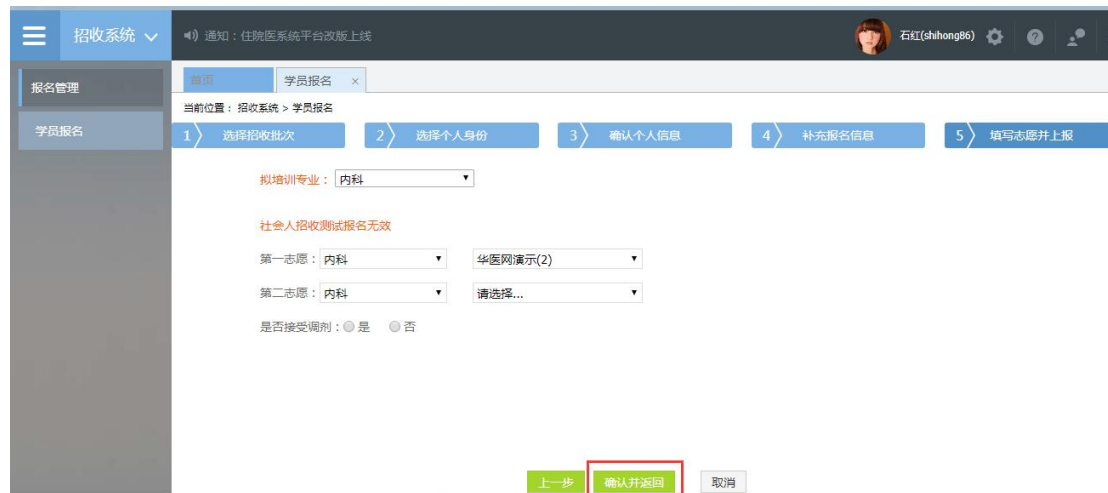 招收系统
通知：住院医系统平台改版上线
石红(shihong86)
报名管理
学员报名
首页
学员报名 ×
当前位置： 招收系统 > 学员报名
1 选择招收批次
2 选择个人身份
3 确认个人信息
4 补充报名信息
5 填写志愿并上报
拟培训专业： 内科
社会人招收测试报名无效
第一志愿： 内科 华医网演示(2)
第二志愿： 内科 请选择...
是否接受调剂： 是 否
上一步 确认并返回 取消